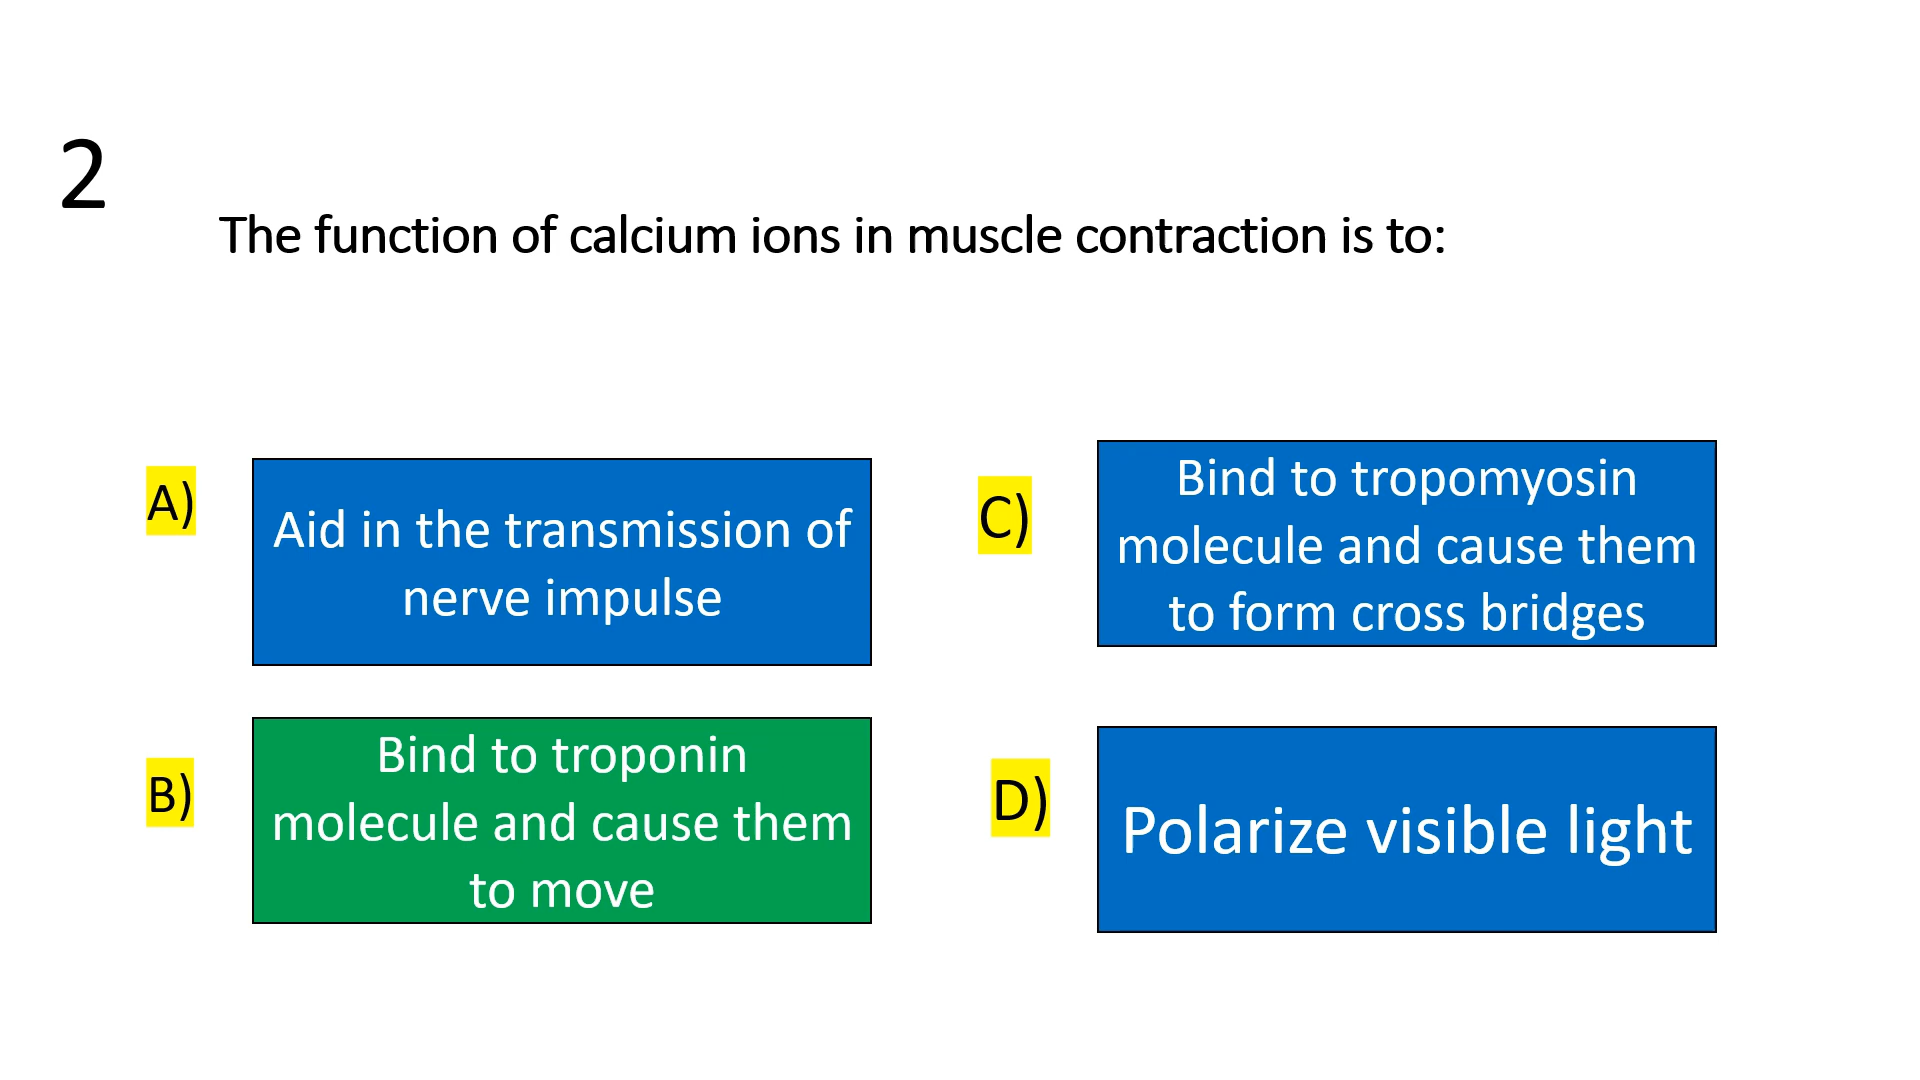 2
The function of calcium ions in muscle contraction is to:
A)
Aid in the transmission of
nerve impulse
B)
Bind to troponin
molecule and cause them
to move
C)
Bind to tropomyosin
molecule and cause them
to form cross bridges
D)
Polarize visible light